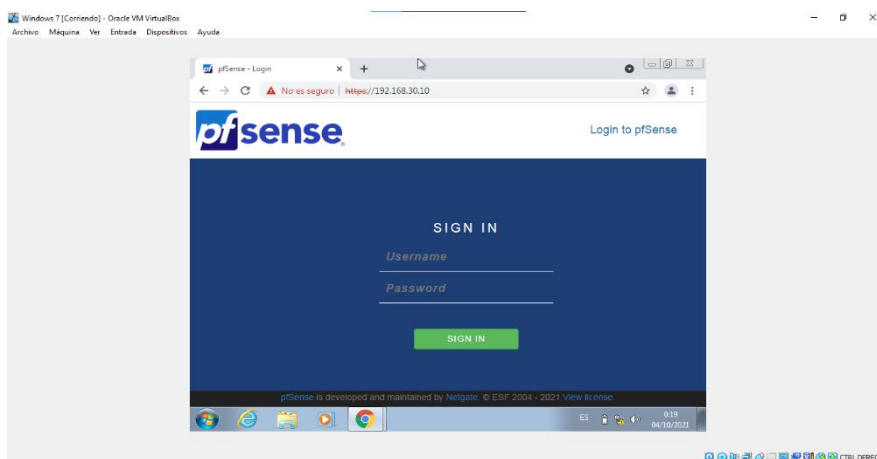 Windows 7 [Corriendo] - Oracle VM VirtualBox
Archivo Máquina Ver Entrada Dispositivos Ayuda
pfSense - Login
No es seguro | https://192.168.30.10
pfsense
Login to pfSense
SIGN IN
Username
Password
SIGN IN
pfSense is developed and maintained by Netgate. © ESF 2004 - 2021 View license.
ES
0:19
04/10/2021
CTRL DEREC